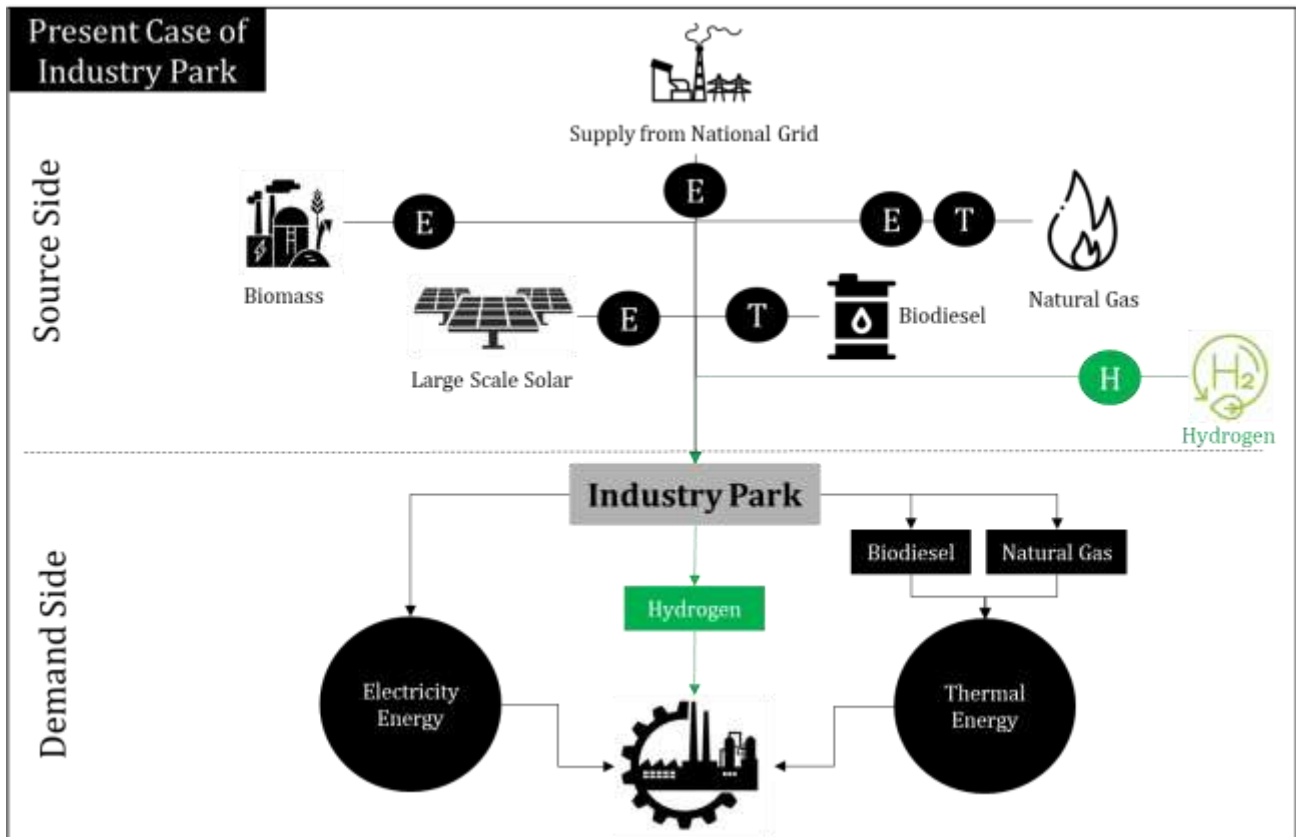 Present Case of
Industry Park
Source Side
Supply from National Grid
E
E
E
T
Biomass
Natural Gas
E
T
Biodiesel
Large Scale Solar
H
H2
Hydrogen
Industry Park
Demand Side
Biodiesel
Natural Gas
Hydrogen
Electricity
Energy
Thermal
Energy